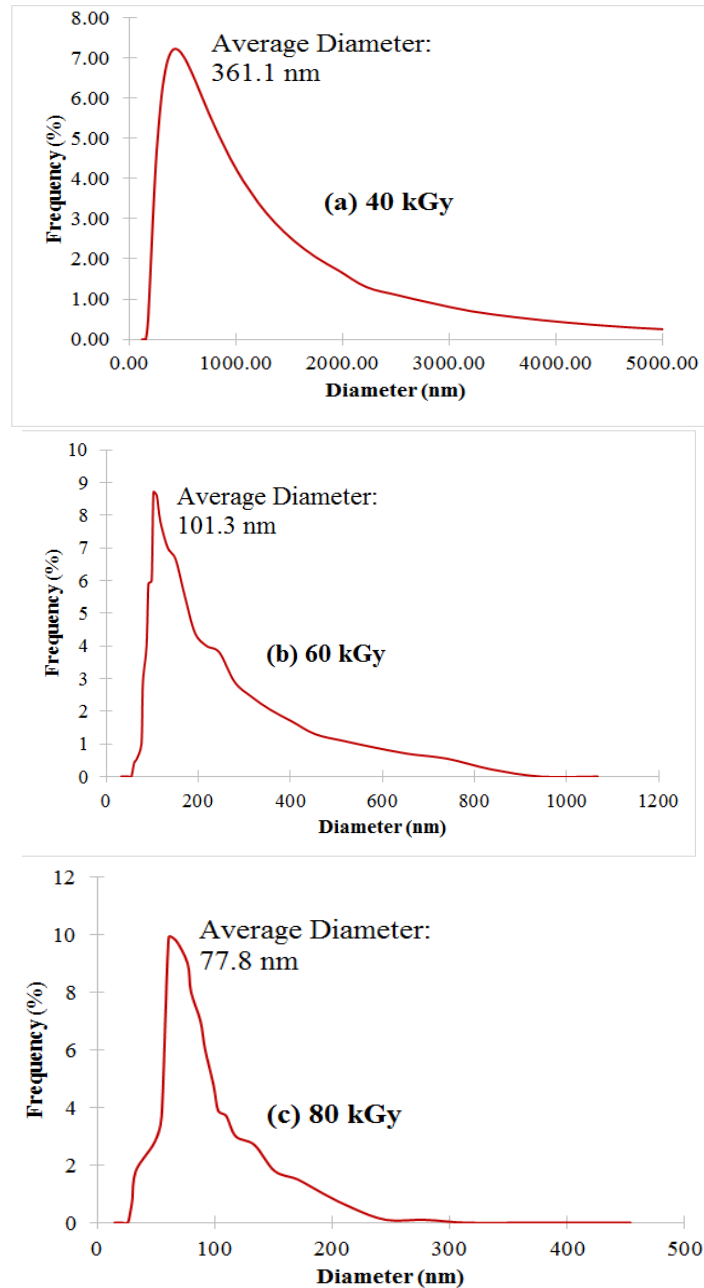 8.00
7.00
6.00
5.00
4.00
3.00
2.00
1.00
0.00
Frequency (%)
Average Diameter:
361.1 nm
(a) 40 kGy
0.00 1000.00 2000.00 3000.00 4000.00 5000.00
Diameter (nm)
10
9
8
7
6
5
4
3
2
1
0
Frequency (%)
Average Diameter:
101.3 nm
(b) 60 kGy
0 200 400 600 800 1000 1200
Diameter (nm)
12
10
8
6
4
2
0
Frequency (%)
Average Diameter:
77.8 nm
(c) 80 kGy
0 100 200 300 400 500
Diameter (nm)